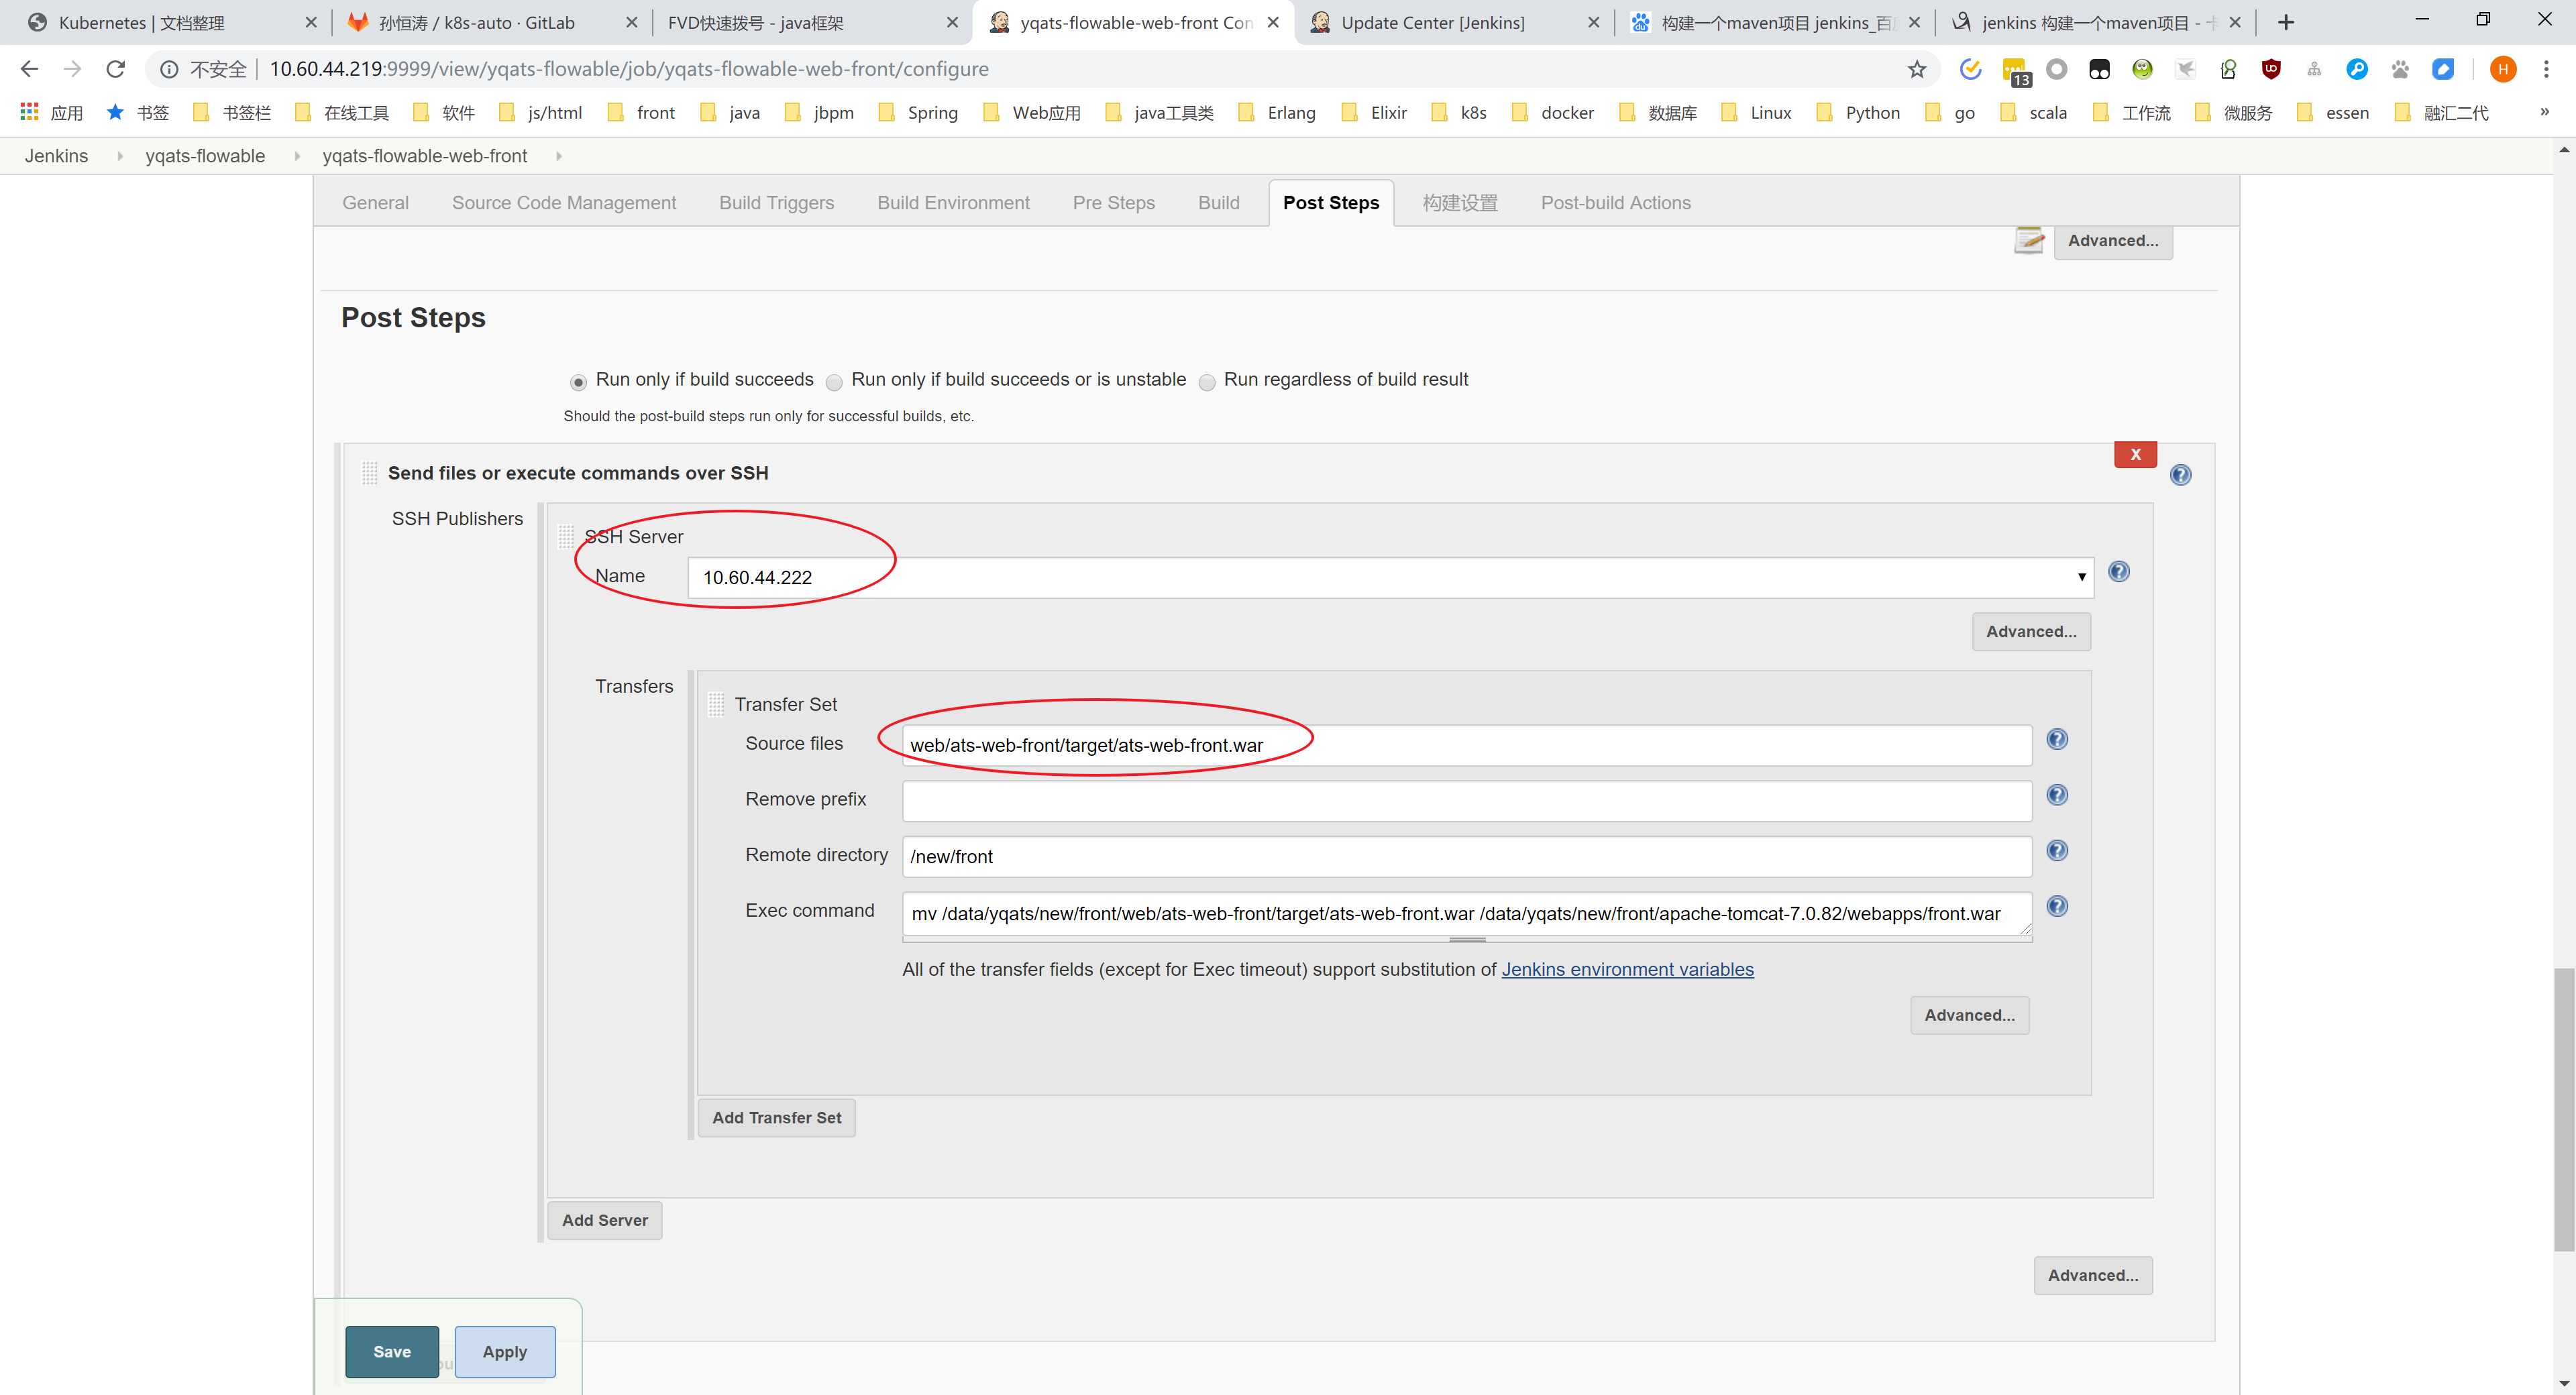 Kubernetes | 文档整理
孙恒涛 / k8s-auto · GitLab
FVD快速拨号 - java框架
yqats-flowable-web-front Con
Update Center [Jenkins]
构建一个maven项目 jenkins_百
jenkins 构建一个maven项目 -
不安全 10.60.44.219:9999/view/yqats-flowable/job/yqats-flowable-web-front/configure
13
H
应用 书签 书签栏 在线工具 软件 js/html front java jbpm Spring Web应用 java工具类 Erlang Elixir k8s docker 数据库 Linux Python go scala 工作流 微服务 essen 融汇二代 »
Jenkins yqats-flowable yqats-flowable-web-front
General Source Code Management Build Triggers Build Environment Pre Steps Build Post Steps 构建设置 Post-build Actions
Advanced...
Post Steps
Run only if build succeeds Run only if build succeeds or is unstable Run regardless of build result
Should the post-build steps run only for successful builds, etc.
X
Send files or execute commands over SSH
SSH Publishers
SSH Server
Name 10.60.44.222
Advanced...
Transfers
Transfer Set
Source files web/ats-web-front/target/ats-web-front.war
Remove prefix
Remote directory /new/front
Exec command mv /data/yqats/new/front/web/ats-web-front/target/ats-web-front.war /data/yqats/new/front/apache-tomcat-7.0.82/webapps/front.war
All of the transfer fields (except for Exec timeout) support substitution of Jenkins environment variables
Advanced...
Add Transfer Set
Add Server
Advanced...
Save Apply